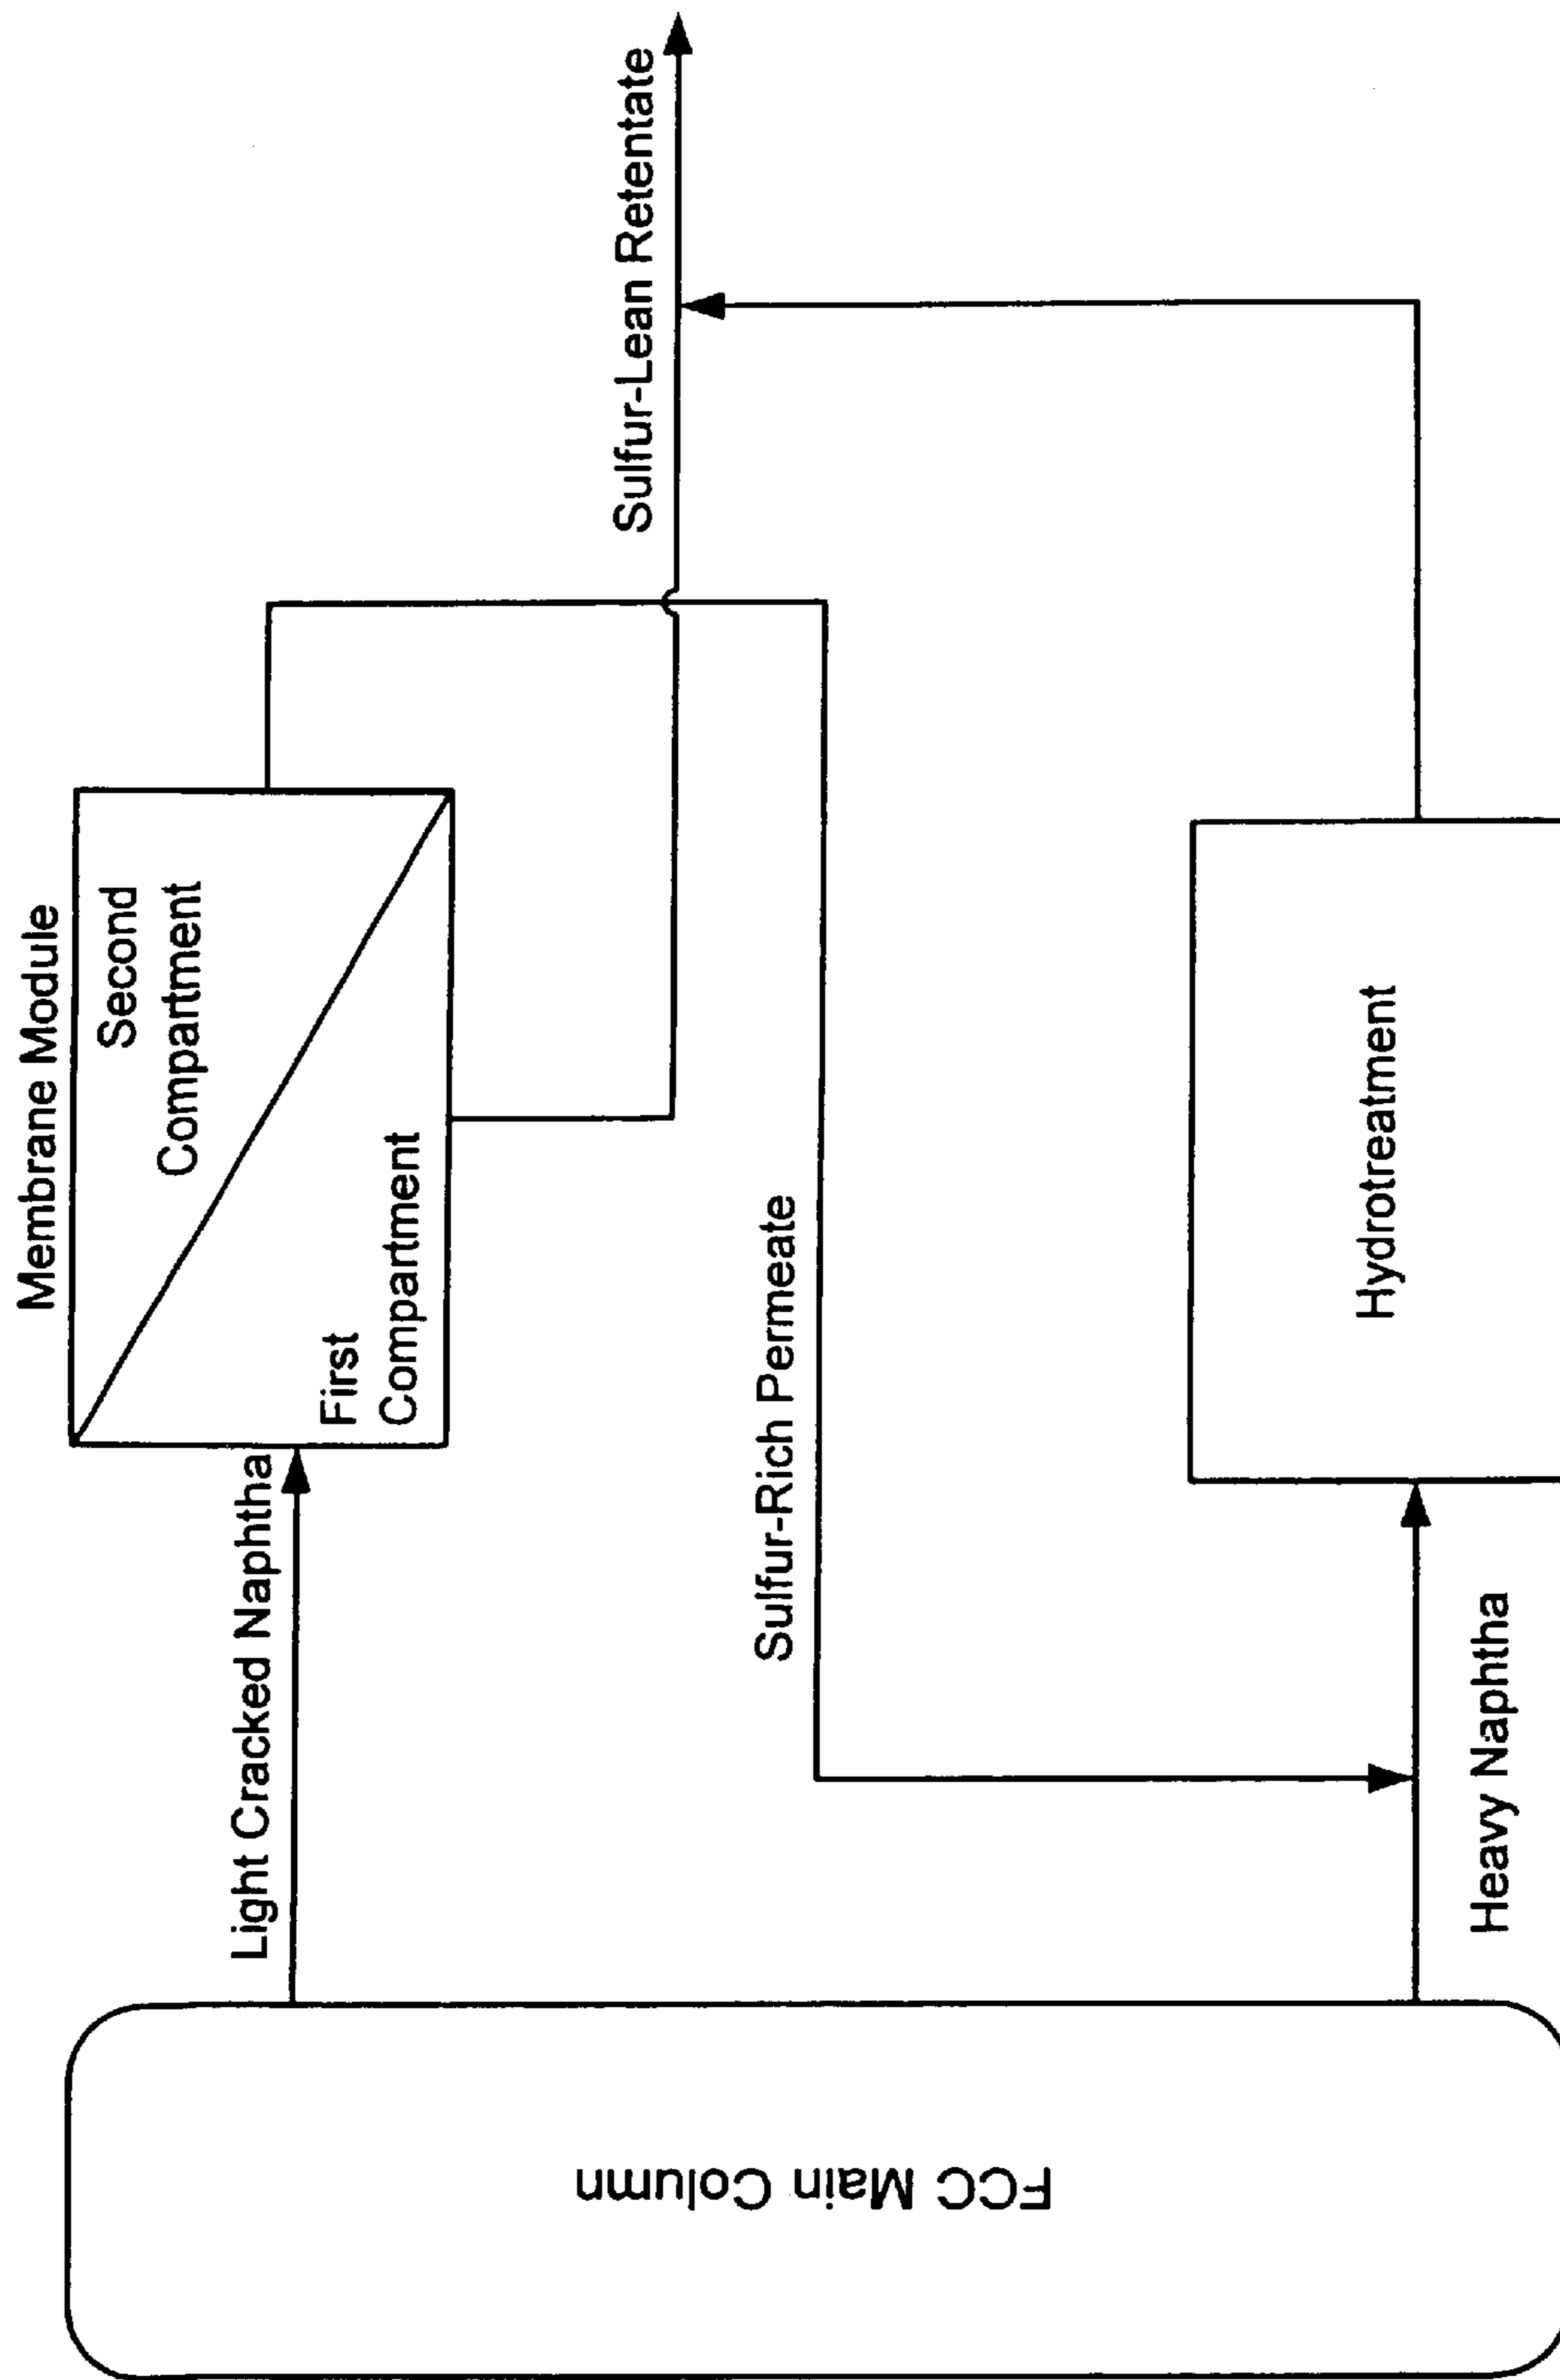 Membrane Module
Second
Compartment
First
Compartment
Light Cracked Naphtha
Sulfur-Lean Retentate
Sulfur-Rich Permeate
Hydrotreatment
Heavy Naphtha
FCC Main Column